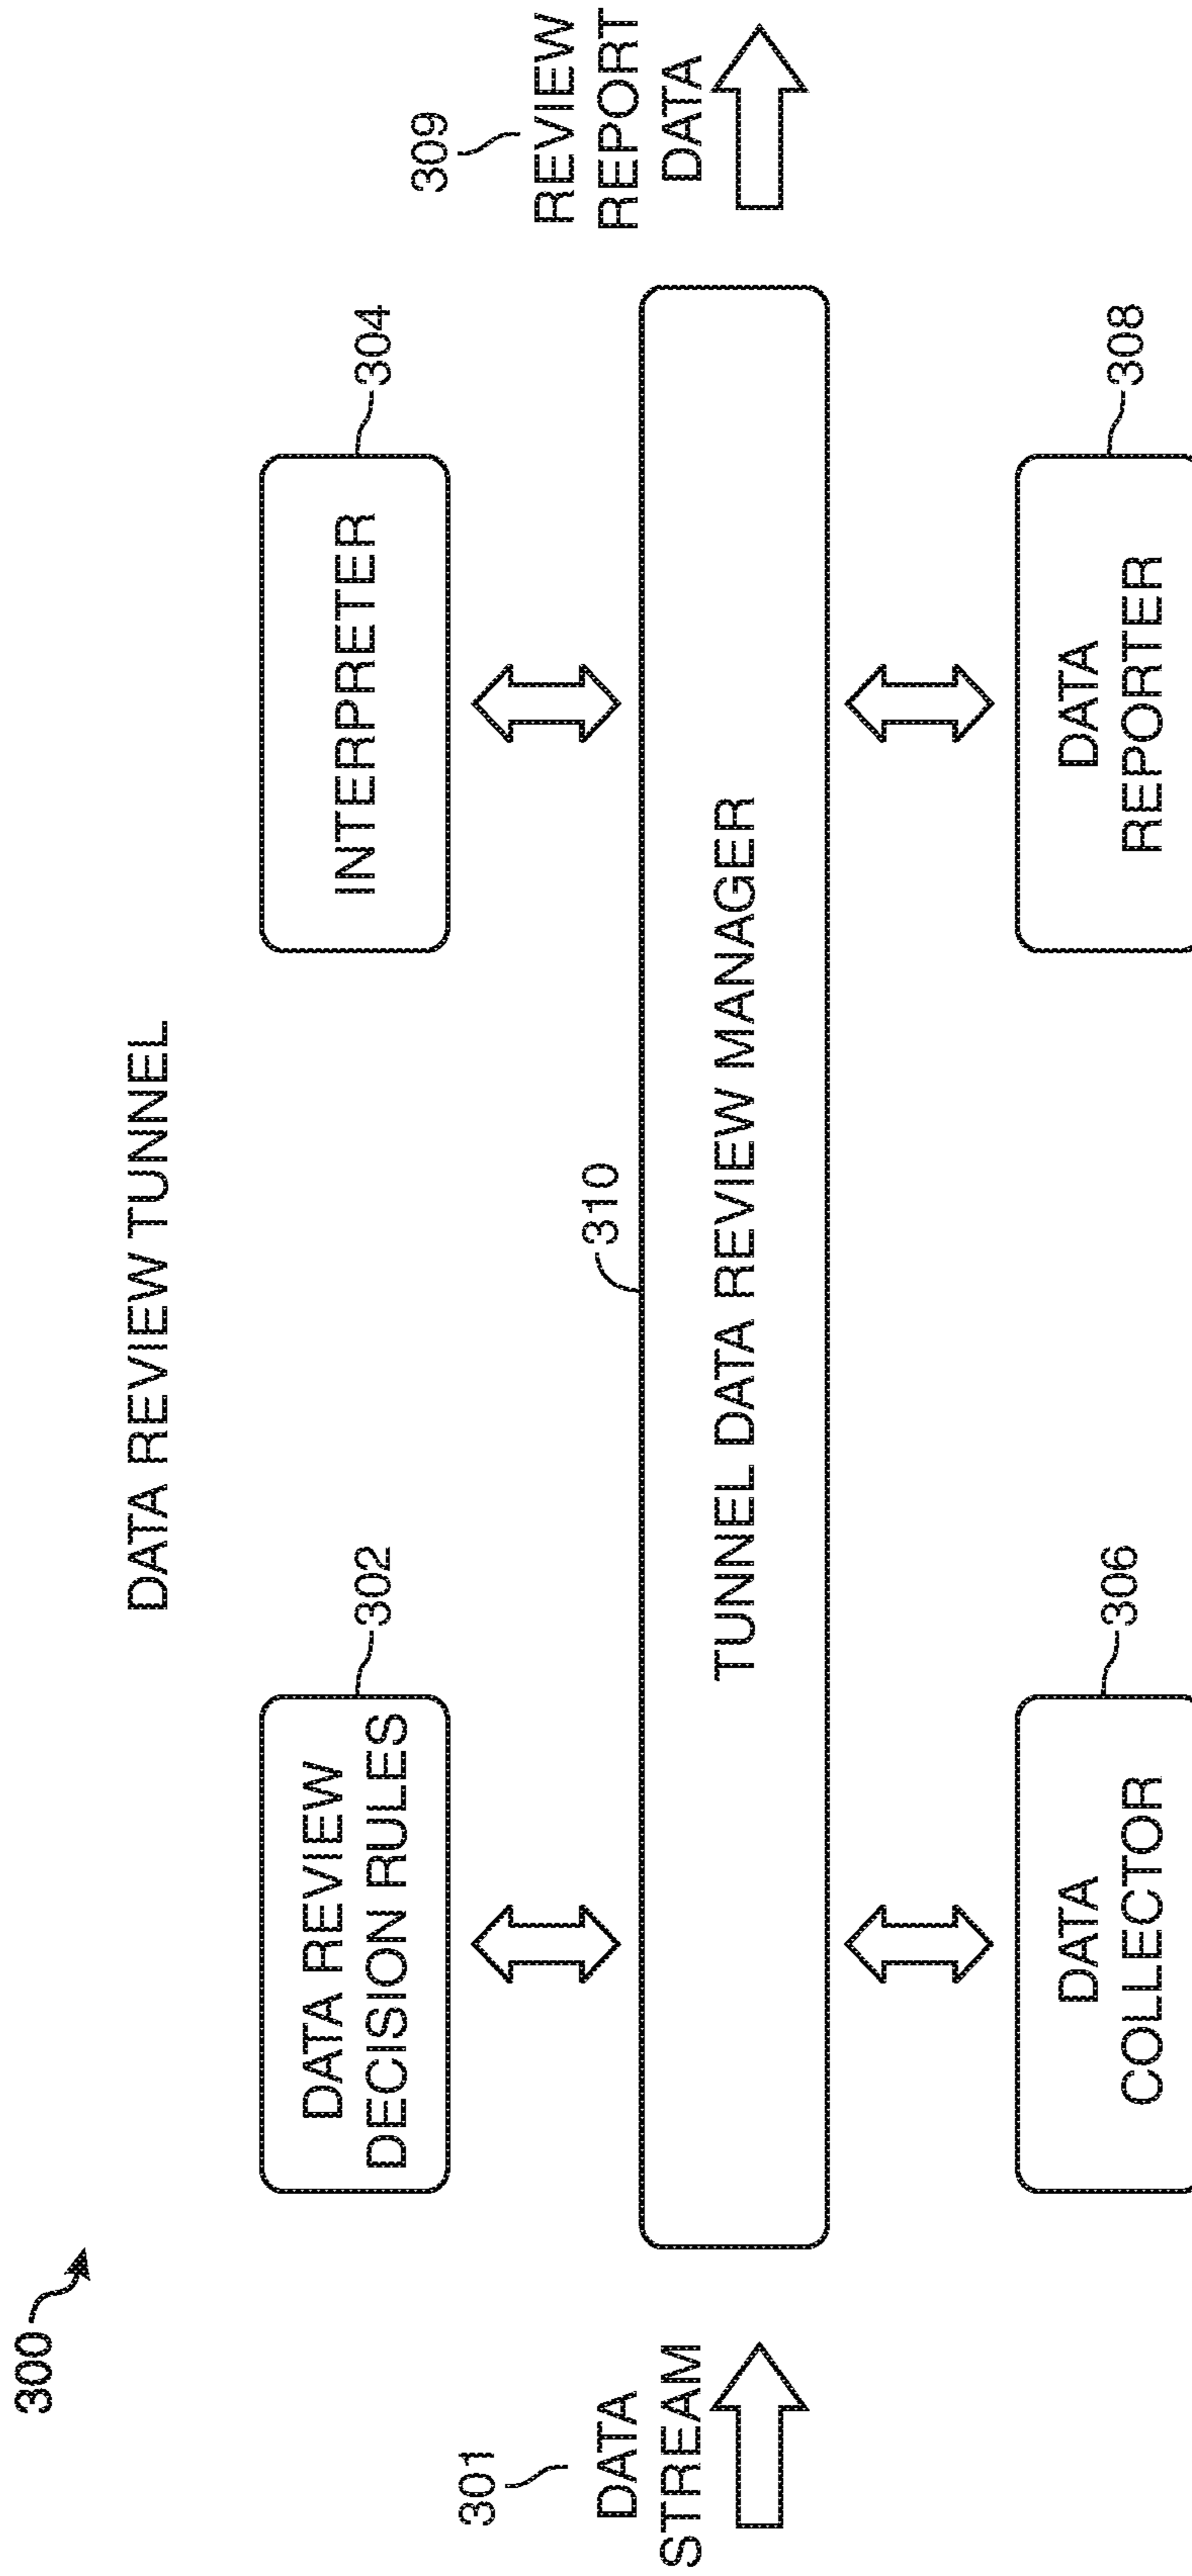 300
DATA REVIEW TUNNEL
302
DATA REVIEW
DECISION RULES
304
INTERPRETER
301
DATA
STREAM
310
TUNNEL DATA REVIEW MANAGER
309
REVIEW
REPORT
DATA
306
DATA
COLLECTOR
308
DATA
REPORTER